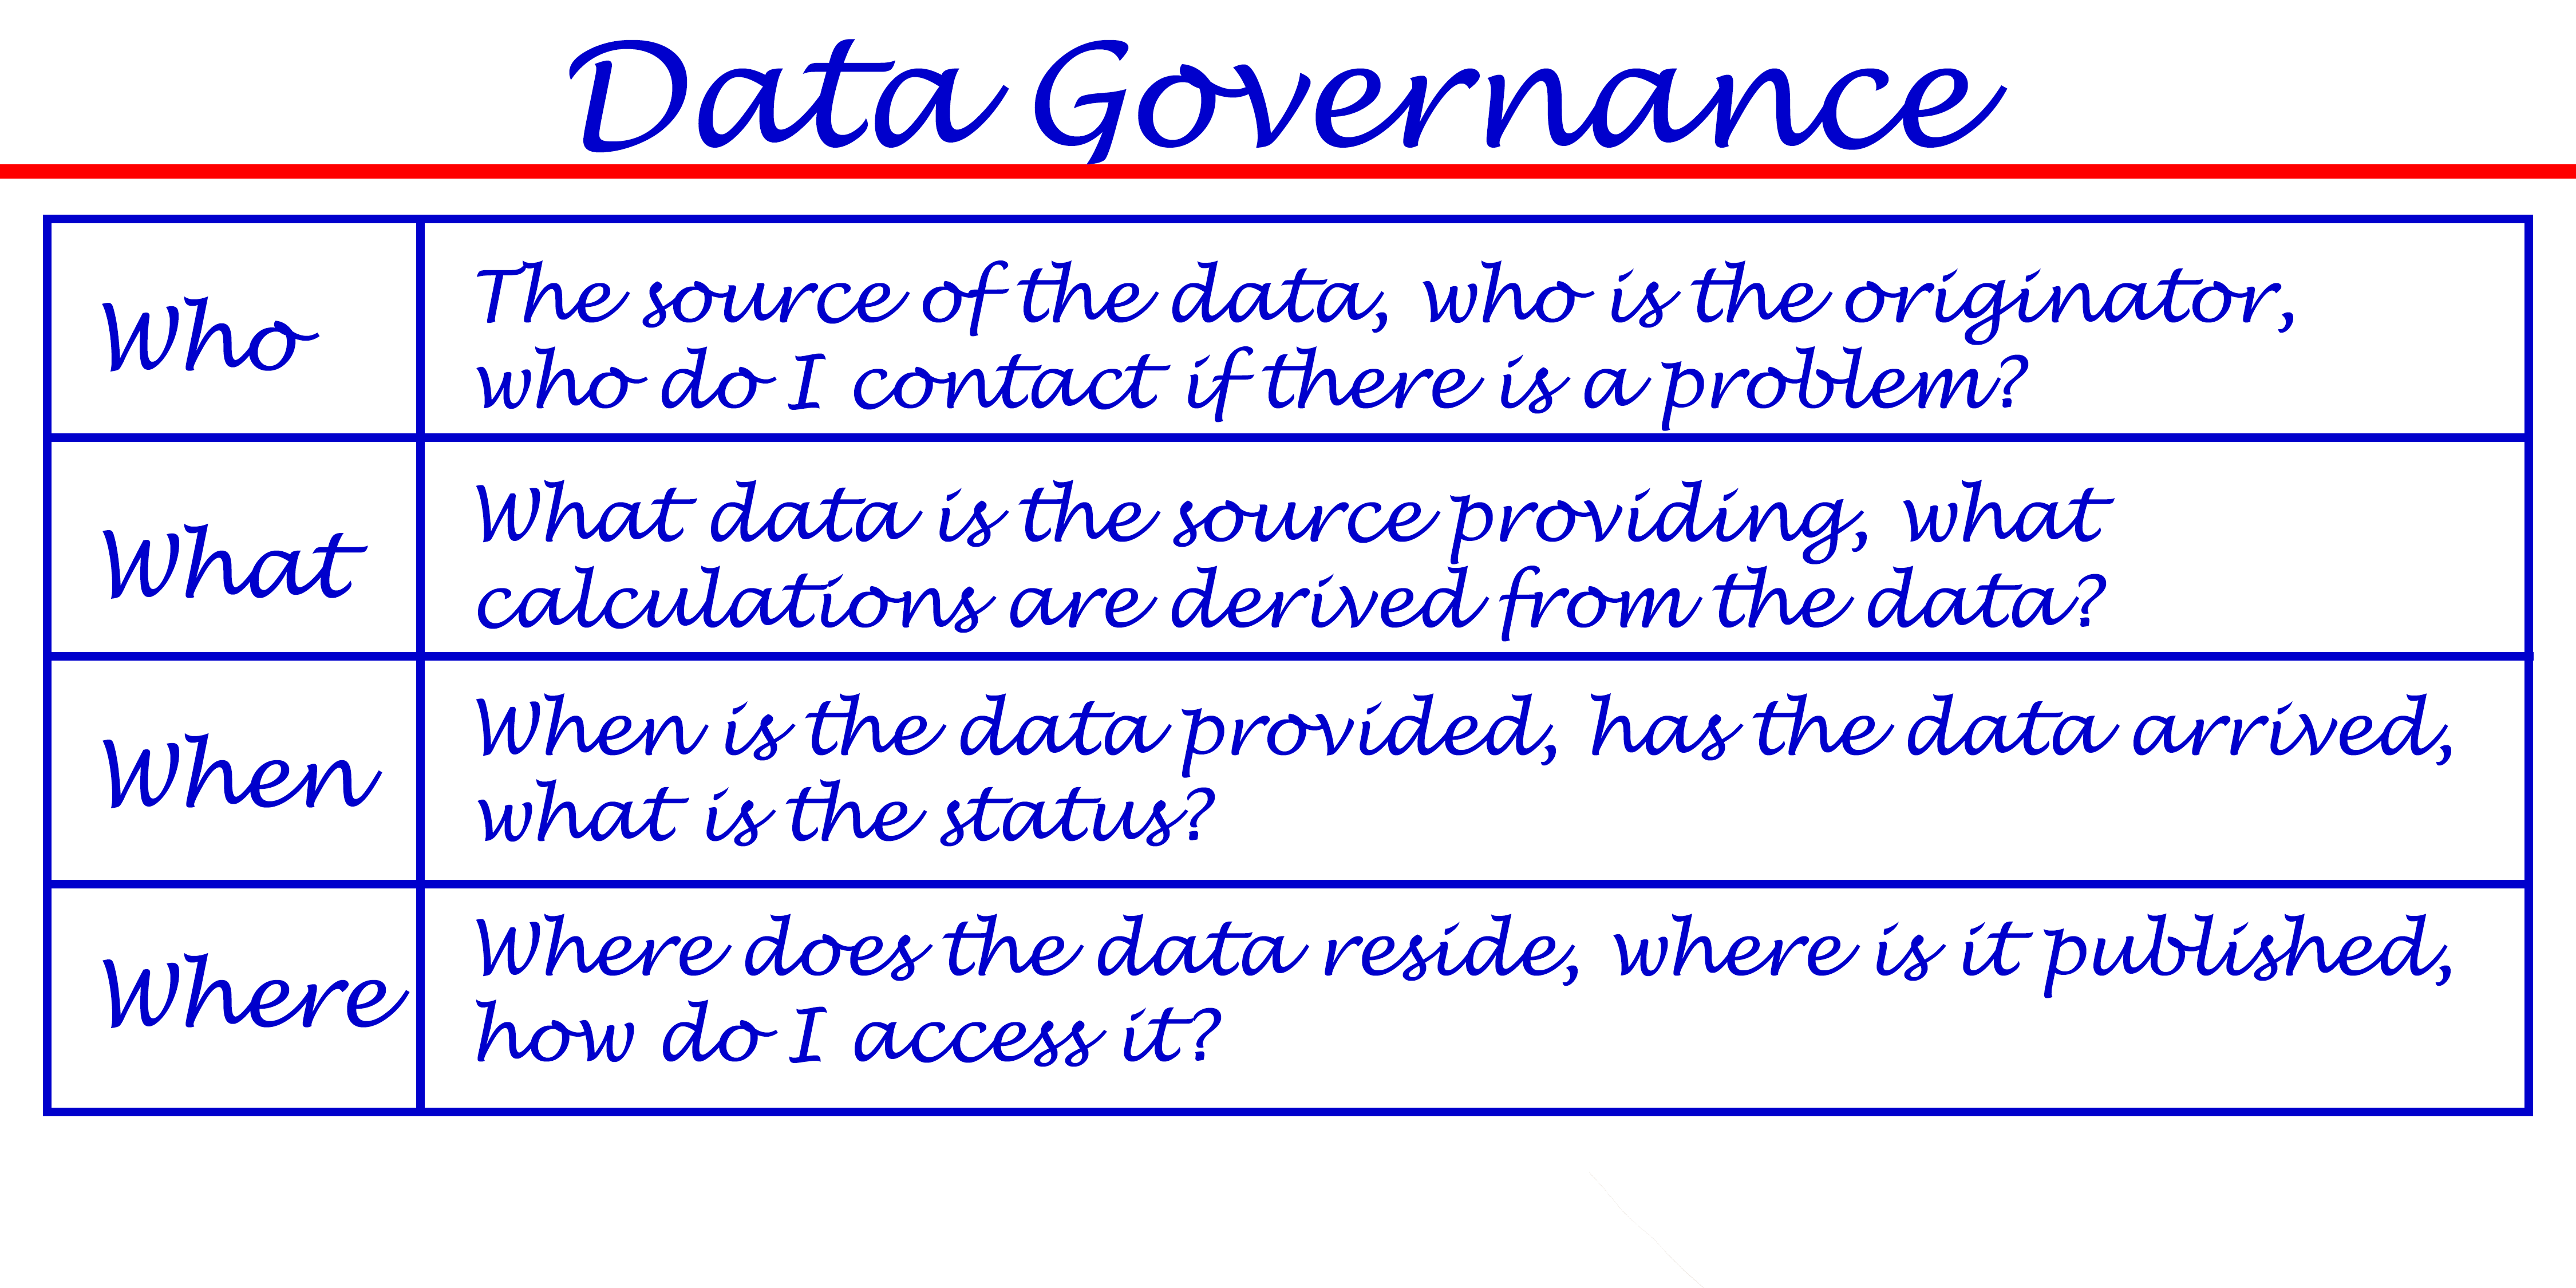 Data Governance
Who
The source of the data, who is the originator,
who do I contact if there is a problem?
What
What data is the source providing, what
calculations are derived from the data?
When
When is the data provided, has the data arrived,
what is the status?
Where
Where does the data reside, where is it published,
how do I access it?